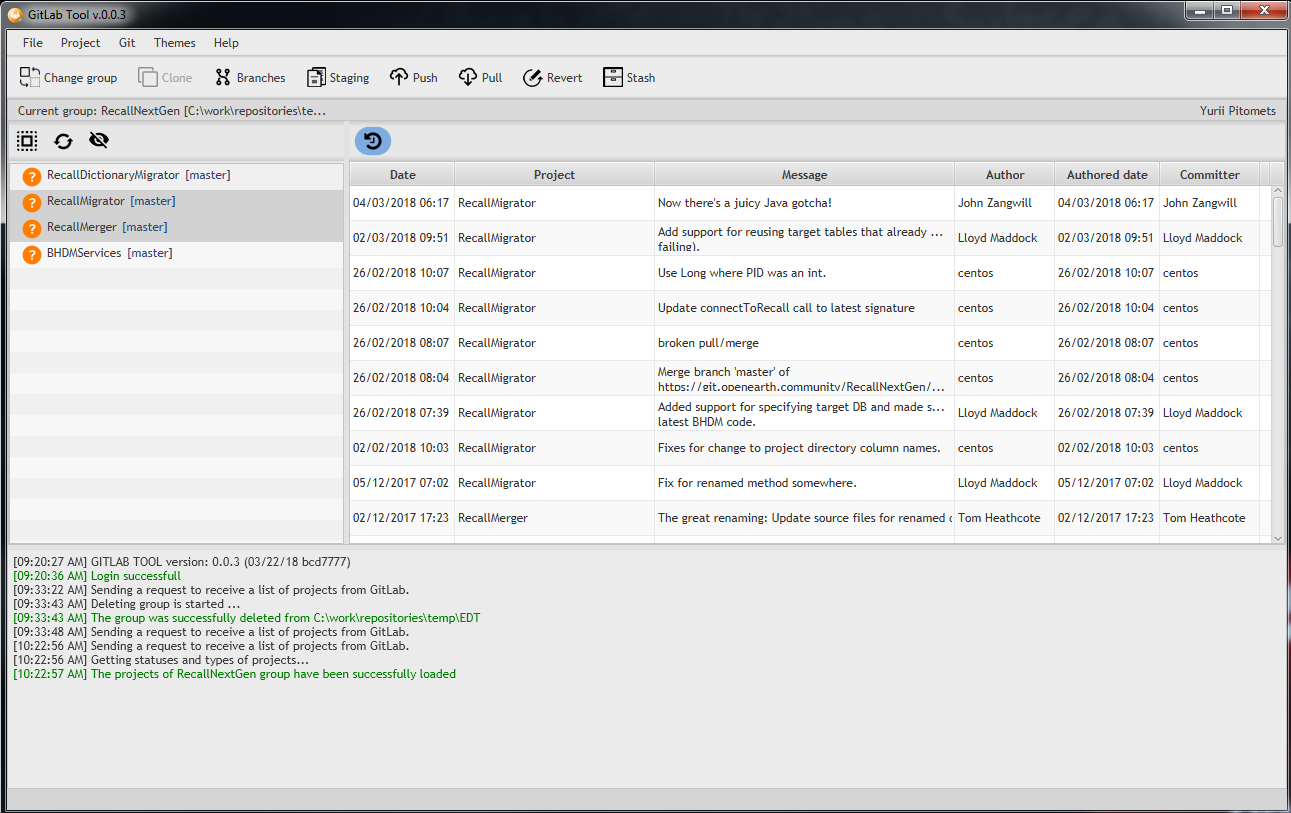 GitLab Tool v.0.0.3
File Project Git Themes Help
Change group Clone Branches Staging Push Pull Revert Stash
Current group: RecallNextGen [C:\work\repositories\te... Yurii Pitomets
RecallDictionaryMigrator [master]
RecallMigrator [master]
RecallMerger [master]
BHDMServices [master]
Date Project Message Author Authored date Committer
04/03/2018 06:17 RecallMigrator Now there's a juicy Java gotcha! John Zangwill 04/03/2018 06:17 John Zangwill
02/03/2018 09:51 RecallMigrator Add support for reusing target tables that already ... Lloyd Maddock 02/03/2018 09:51 Lloyd Maddock
failing).
26/02/2018 10:07 RecallMigrator Use Long where PID was an int. centos 26/02/2018 10:07 centos
26/02/2018 10:04 RecallMigrator Update connectToRecall call to latest signature centos 26/02/2018 10:04 centos
26/02/2018 08:07 RecallMigrator broken pull/merge centos 26/02/2018 08:07 centos
26/02/2018 08:04 RecallMigrator Merge branch 'master' of centos 26/02/2018 08:04 centos
https://git.openearth.community/RecallNextGen/...
26/02/2018 07:39 RecallMigrator Added support for specifying target DB and made s... Lloyd Maddock 26/02/2018 07:39 Lloyd Maddock
latest BHDM code.
02/02/2018 10:03 RecallMigrator Fixes for change to project directory column names. centos 02/02/2018 10:03 centos
05/12/2017 07:02 RecallMigrator Fix for renamed method somewhere. Lloyd Maddock 05/12/2017 07:02 Lloyd Maddock
02/12/2017 17:23 RecallMerger The great renaming: Update source files for renamed Tom Heathcote 02/12/2017 17:23 Tom Heathcote
[09:20:27 AM] GITLAB TOOL version: 0.0.3 (03/22/18 bcd7777)
[09:20:36 AM] Login successfull
[09:33:22 AM] Sending a request to receive a list of projects from GitLab.
[09:33:43 AM] Deleting group is started ...
[09:33:43 AM] The group was successfully deleted from C:\work\repositories\temp\EDT
[09:33:48 AM] Sending a request to receive a list of projects from GitLab.
[10:22:56 AM] Sending a request to receive a list of projects from GitLab.
[10:22:56 AM] Getting statuses and types of projects...
[10:22:57 AM] The projects of RecallNextGen group have been successfully loaded